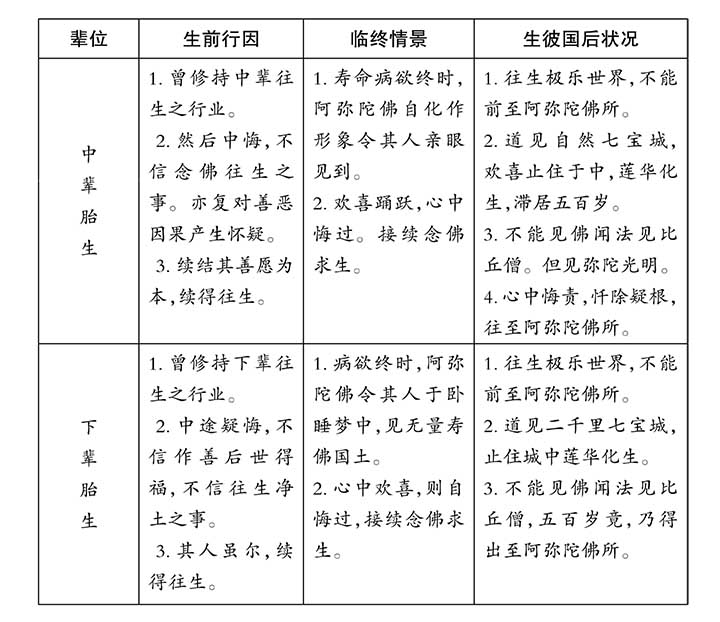 辈位
生前行因
临终情景
生彼国后状况
中
辈
胎
生
1. 曾修持中辈往
生之行业。
2. 然后中悔,不
信念佛往生之
事。亦复对善恶
因果产生怀疑。
3. 续结其善愿为
本,续得往生。
1. 寿命病欲终时,
阿弥陀佛自化作
形象令其人亲眼
见到。
2. 欢喜踊跃,心中
悔过。接续念佛
求生。
1. 往生极乐世界,不能
前至阿弥陀佛所。
2. 道见自然七宝城,
欢喜止住于中,莲华化
生,滞居五百岁。
3. 不能见佛闻法见比
丘僧。但见弥陀光明。
4. 心中悔责,忏除疑根,
往至阿弥陀佛所。
下
辈
胎
生
1. 曾修持下辈往
生之行业。
2. 中途疑悔,不
信作善后世得
福,不信往生净
土之事。
3. 其人虽尔,续
得往生。
1. 病欲终时,阿弥
陀佛令其人于卧
睡梦中,见无量寿
佛国土。
2. 心中欢喜,则自
悔过,接续念佛求
生。
1. 往生极乐世界,不能
前至阿弥陀佛所。
2. 道见二千里七宝城,
止住城中莲华化生。
3. 不能见佛闻法见比
丘僧,五百岁竟,乃得
出至阿弥陀佛所。